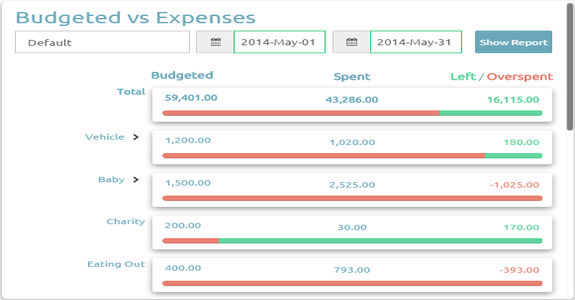 Budgeted vs Expenses
Default 2014-May-01 2014-May-31 Show Report
Budgeted Spent Left / Overspent
Total 59,401.00 43,286.00 16,115.00
Vehicle > 1,200.00 1,020.00 180.00
Baby > 1,500.00 2,525.00 -1,025.00
Charity 200.00 30.00 170.00
Eating Out 400.00 793.00 -393.00